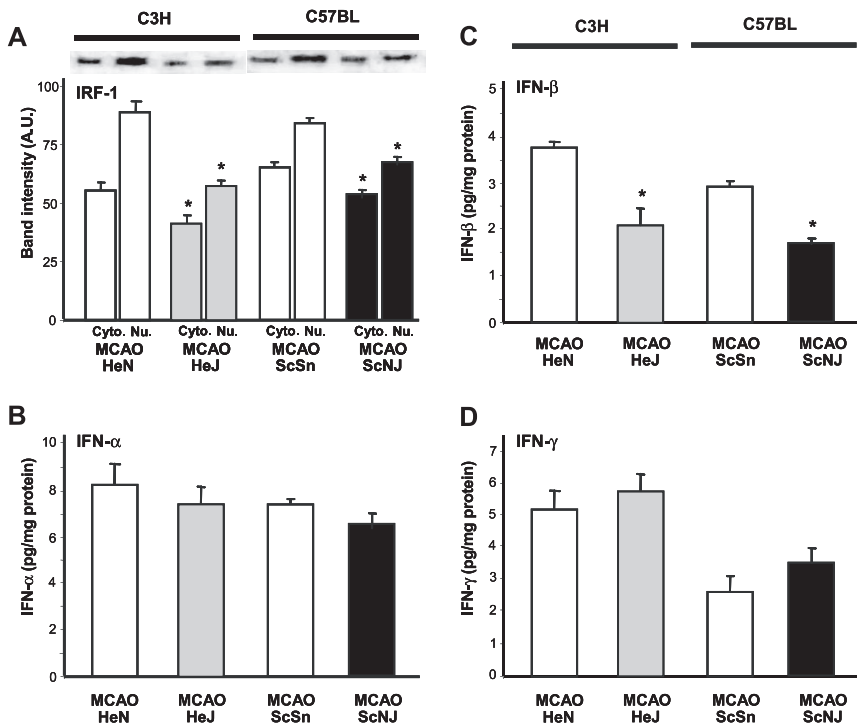 A
C3H
C57BL
IRF-1
Band intensity (A.U.)
100
75
50
25
0
*
*
*
*
Cyto. Nu.
Cyto. Nu.
Cyto. Nu.
Cyto. Nu.
MCAO
HeN
MCAO
HeJ
MCAO
ScSn
MCAO
ScNJ
B
IFN-α
IFN-α (pg/mg protein)
10
8
6
4
2
0
MCAO
HeN
MCAO
HeJ
MCAO
ScSn
MCAO
ScNJ
C
C3H
C57BL
IFN-β
IFN-β (pg/mg protein)
5
4
3
2
1
0
*
*
MCAO
HeN
MCAO
HeJ
MCAO
ScSn
MCAO
ScNJ
D
IFN-γ
IFN-γ (pg/mg protein)
7
6
5
4
3
2
1
0
MCAO
HeN
MCAO
HeJ
MCAO
ScSn
MCAO
ScNJ